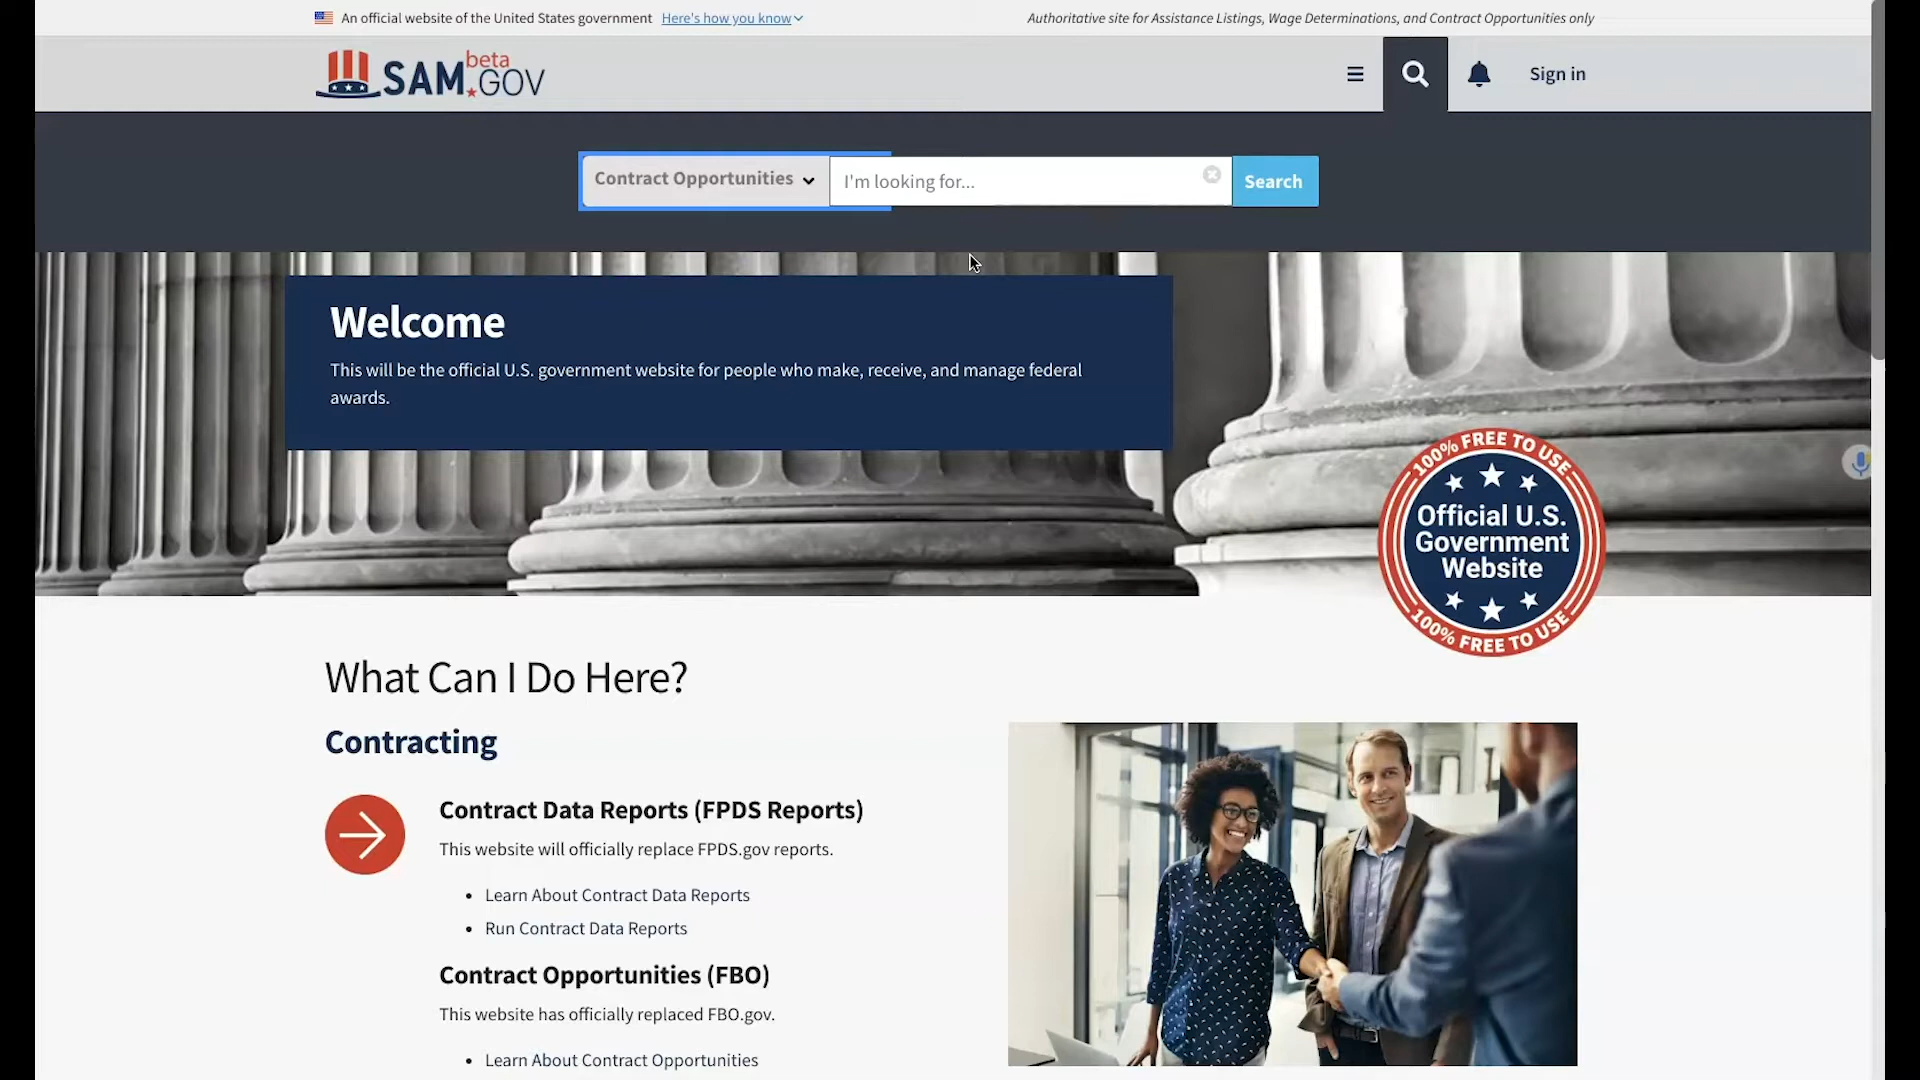 An official website of the United States government Here's how you know
Authoritative site for Assistance Listings, Wage Determinations, and Contract Opportunities only
SAM.GOV beta
Sign in
Contract Opportunities
I'm looking for...
Search
Welcome
This will be the official U.S. government website for people who make, receive, and manage federal
awards.
100% FREE TO USE
Official U.S.
Government
Website
100% FREE TO USE
What Can I Do Here?
Contracting
Contract Data Reports (FPDS Reports)
This website will officially replace FPDS.gov reports.
• Learn About Contract Data Reports
• Run Contract Data Reports
Contract Opportunities (FBO)
This website has officially replaced FBO.gov.
• Learn About Contract Opportunities